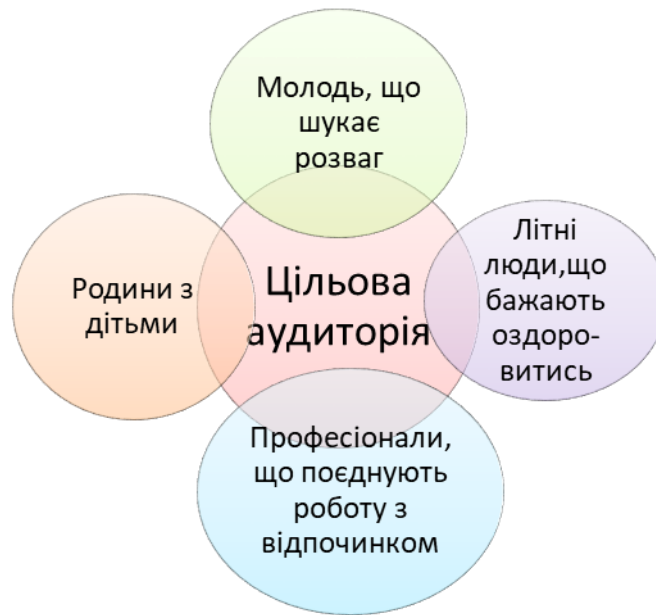 Молодь, що
шукає
розваг
Родини з
дітьми
Цільова
аудиторія
Літні
люди,що
бажають
оздоро-
витись
Професіонали,
що поєднують
роботу з
відпочинком